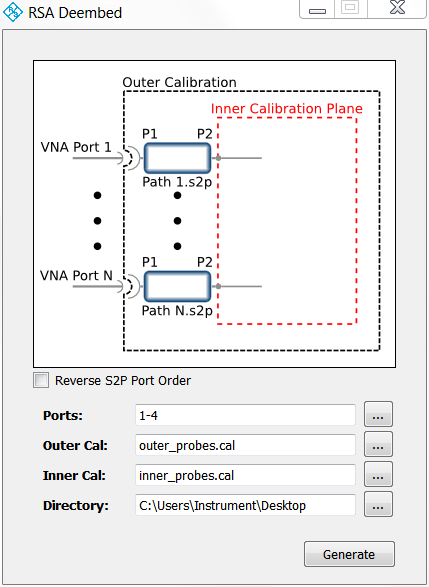 RSA Deembed
Outer Calibration
Inner Calibration Plane
VNA Port 1
P1 P2
Path 1.s2p
P1 P2
VNA Port N
Path N.s2p
Reverse S2P Port Order
Ports: 1-4 ...
Outer Cal: outer_probes.cal ...
Inner Cal: inner_probes.cal ...
Directory: C:\Users\Instrument\Desktop ...
Generate